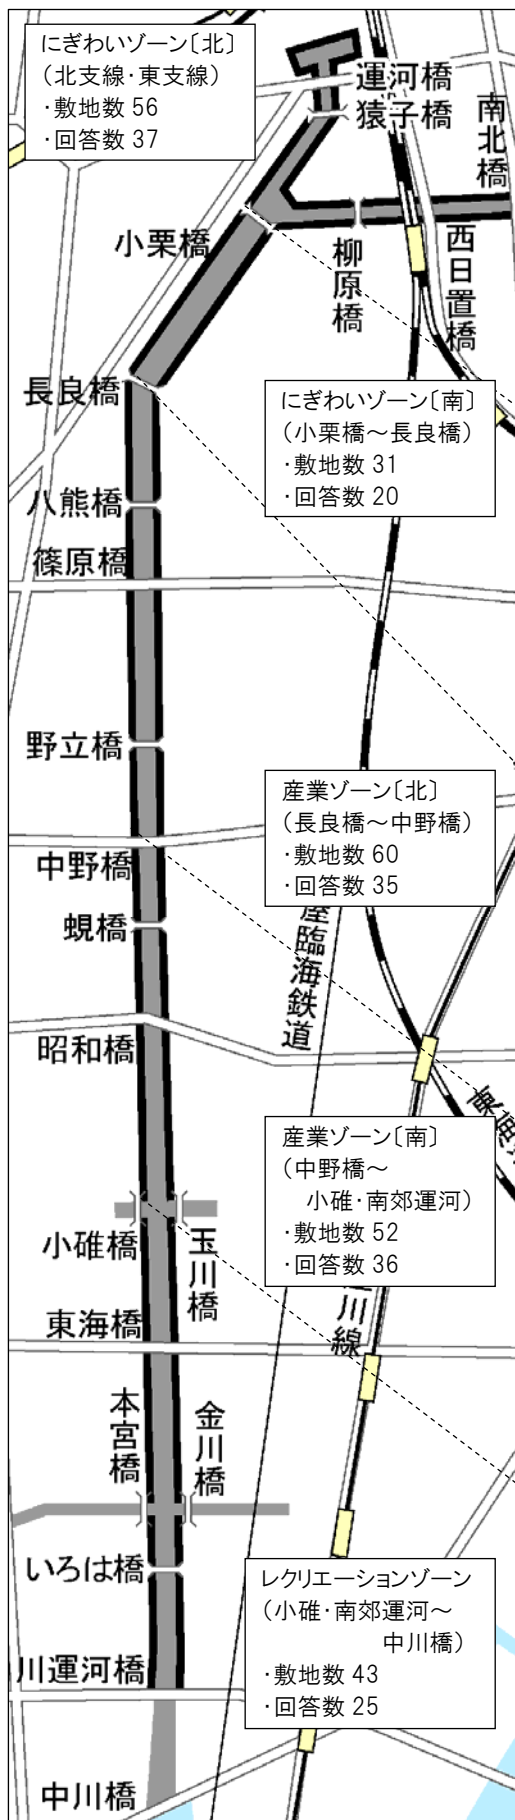 にぎわいゾーン〔北〕
（北支線･東支線）
･敷地数 56
･回答数 37
運河橋
猿子橋
南北橋
小栗橋
柳原橋
西日置橋
長良橋
にぎわいゾーン〔南〕
（小栗橋～長良橋）
･敷地数 31
･回答数 20
八熊橋
篠原橋
野立橋
産業ゾーン〔北〕
（長良橋～中野橋）
･敷地数 60
･回答数 35
中野橋
蜆橋
屋臨海鉄道
昭和橋
東海
産業ゾーン〔南〕
（中野橋～
小碓･南郊運河）
･敷地数 52
･回答数 36
小碓橋
玉川橋
川線
東海橋
本宮橋
金川橋
いろは橋
レクリエーションゾーン
（小碓･南郊運河～
中川橋）
･敷地数 43
･回答数 25
川運河橋
中川橋